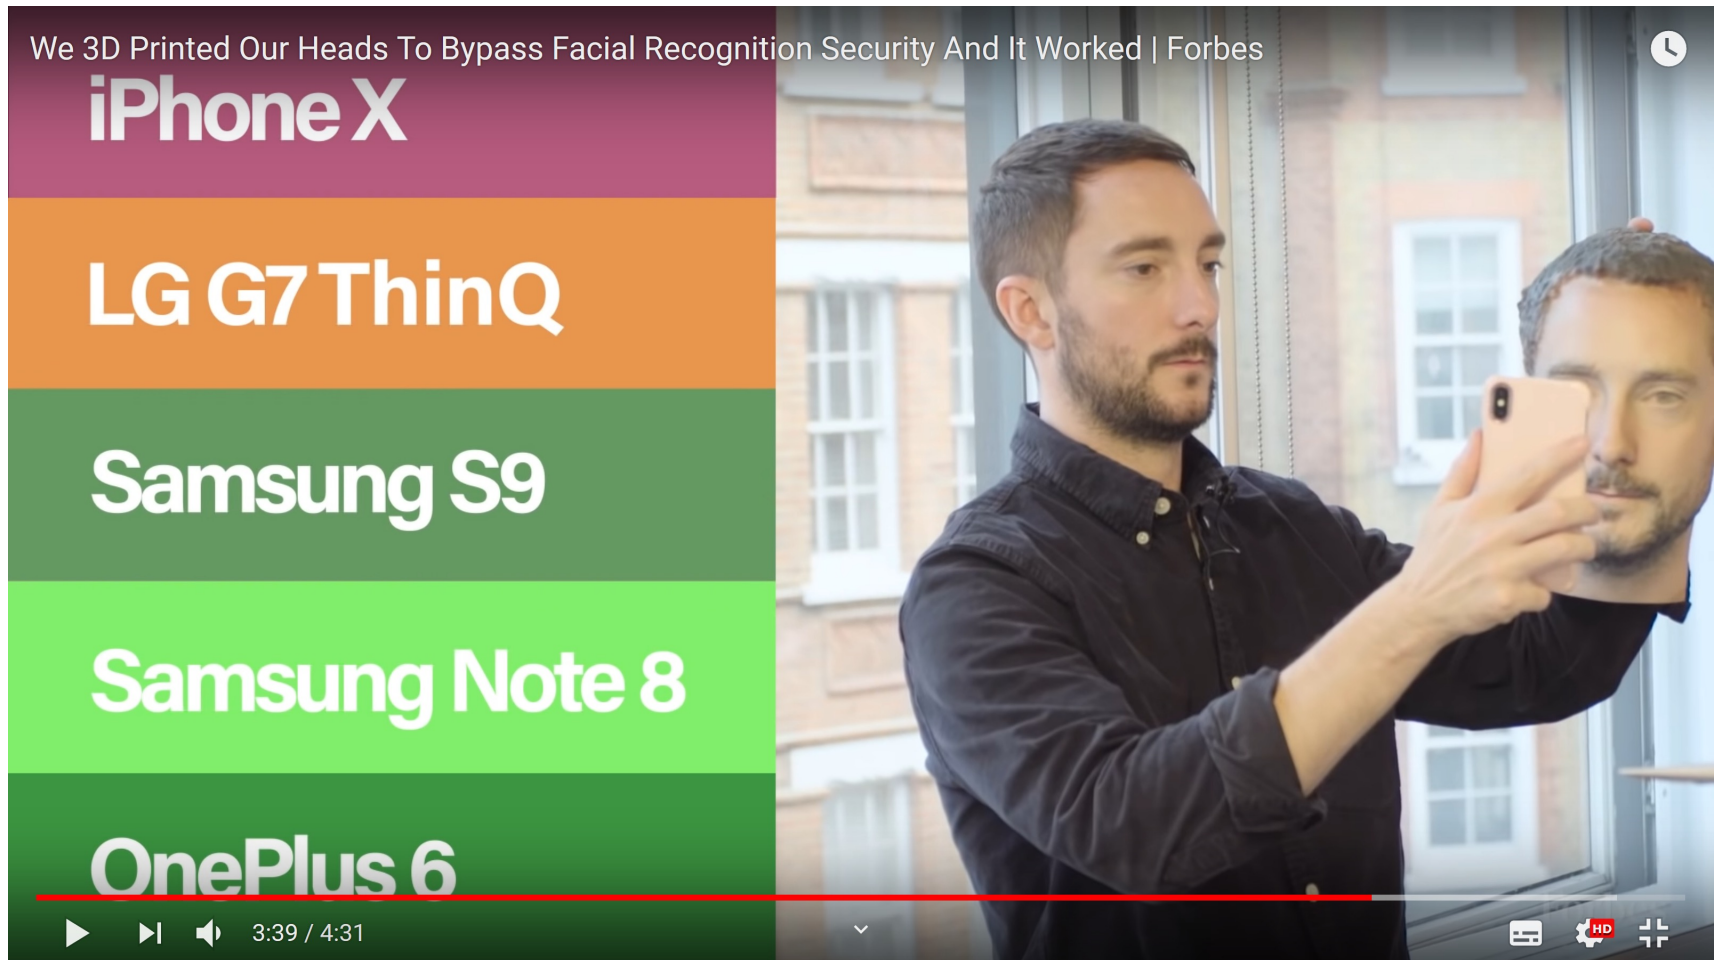 We 3D Printed Our Heads To Bypass Facial Recognition Security And It Worked | Forbes
iPhone X
LG G7 ThinQ
Samsung S9
Samsung Note 8
OnePlus 6
3:39 / 4:31
HD